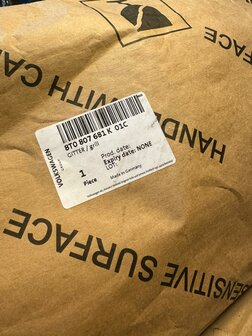 HANDLE WITH CA
VOLKSWAGEN
8T0 807 681 K 01C
GITTER / grill
Prod. date:
Expiry date: NONE
LOT:
1
Piece
Made in Germany
SENSITIVE SURFACE